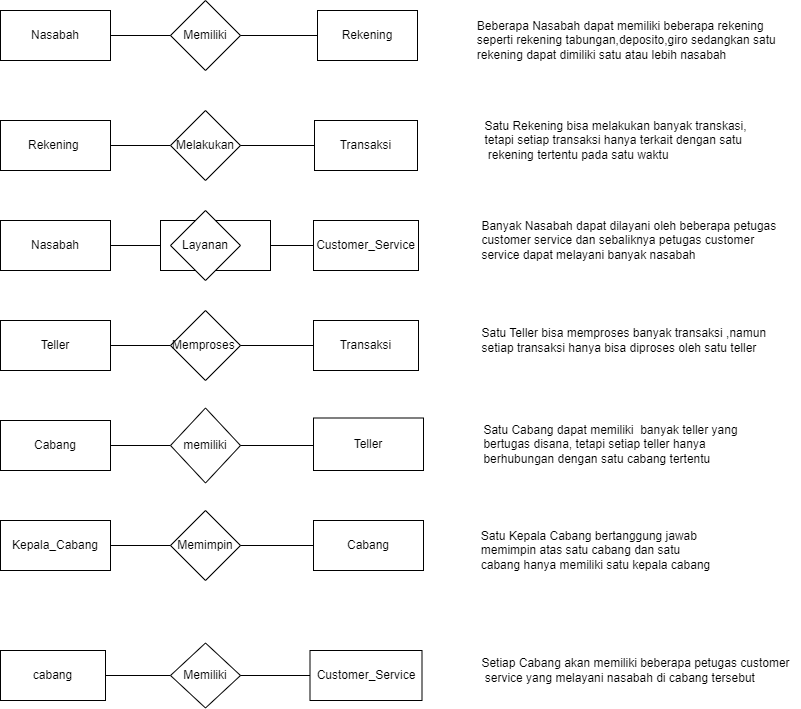 Nasabah
Memiliki
Rekening
Beberapa Nasabah dapat memiliki beberapa rekening
seperti rekening tabungan,deposito,giro sedangkan satu
rekening dapat dimiliki satu atau lebih nasabah
Rekening
Melakukan
Transaksi
Satu Rekening bisa melakukan banyak transkasi,
tetapi setiap transaksi hanya terkait dengan satu
rekening tertentu pada satu waktu
Nasabah
Layanan
Customer_Service
Banyak Nasabah dapat dilayani oleh beberapa petugas
customer service dan sebaliknya petugas customer
service dapat melayani banyak nasabah
Teller
Memproses
Transaksi
Satu Teller bisa memproses banyak transaksi ,namun
setiap transaksi hanya bisa diproses oleh satu teller
Cabang
memiliki
Teller
Satu Cabang dapat memiliki  banyak teller yang
bertugas disana, tetapi setiap teller hanya
berhubungan dengan satu cabang tertentu
Kepala_Cabang
Memimpin
Cabang
Satu Kepala Cabang bertanggung jawab
memimpin atas satu cabang dan satu
cabang hanya memiliki satu kepala cabang
cabang
Memiliki
Customer_Service
Setiap Cabang akan memiliki beberapa petugas customer
service yang melayani nasabah di cabang tersebut